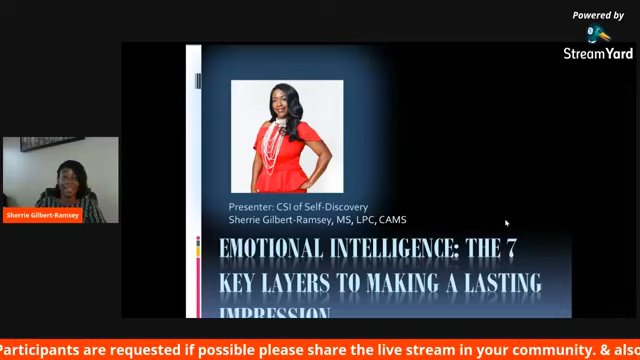 Powered by
StreamYard
Presenter: CSI of Self-Discovery
Sherrie Gilbert-Ramsey, MS, LPC, CAMS
Sherrie Gilbert-Ramsey
EMOTIONAL INTELLIGENCE: THE 7
KEY LAYERS TO MAKING A LASTING
IMPRESSION
Participants are requested if possible please share the live stream in your community. & also